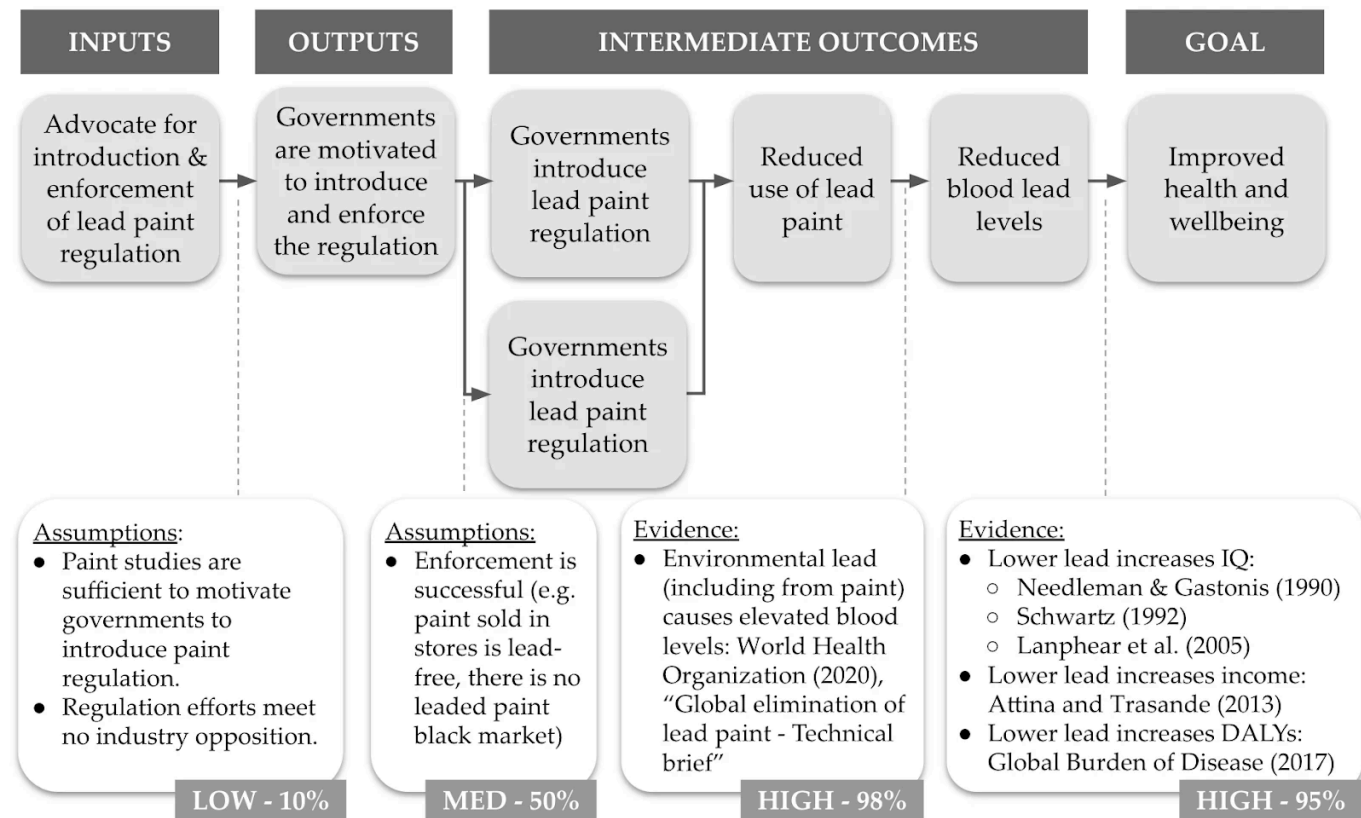 INPUTS
OUTPUTS
INTERMEDIATE OUTCOMES
GOAL
Advocate for
introduction &
enforcement
of lead paint
regulation
Governments
are motivated
to introduce
and enforce
the regulation
Governments
introduce
lead paint
regulation
Reduced
use of lead
paint
Reduced
blood lead
levels
Improved
health and
wellbeing
Governments
introduce
lead paint
regulation
Assumptions:
● Paint studies are
sufficient to motivate
governments to
introduce paint
regulation.
● Regulation efforts meet
no industry opposition.
LOW - 10%
Assumptions:
● Enforcement is
successful (e.g.
paint sold in
stores is lead-
free, there is no
leaded paint
black market)
MED - 50%
Evidence:
● Environmental lead
(including from paint)
causes elevated blood
levels: World Health
Organization (2020),
“Global elimination of
lead paint - Technical
brief”
HIGH - 98%
Evidence:
● Lower lead increases IQ:
○ Needleman & Gastonis (1990)
○ Schwartz (1992)
○ Lanphear et al. (2005)
● Lower lead increases income:
Attina and Trasande (2013)
● Lower lead increases DALYs:
Global Burden of Disease (2017)
HIGH - 95%